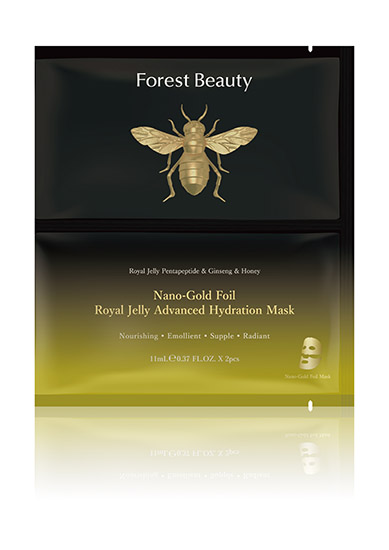 Forest Beauty
Royal Jelly Pentapeptide & Ginseng & Honey
Nano-Gold Foil
Royal Jelly Advanced Hydration Mask
Nourishing • Emollient • Supple • Radiant
11mL ℮ 0.37 FL.OZ. X 2pcs
Nano-Gold Foil Mask